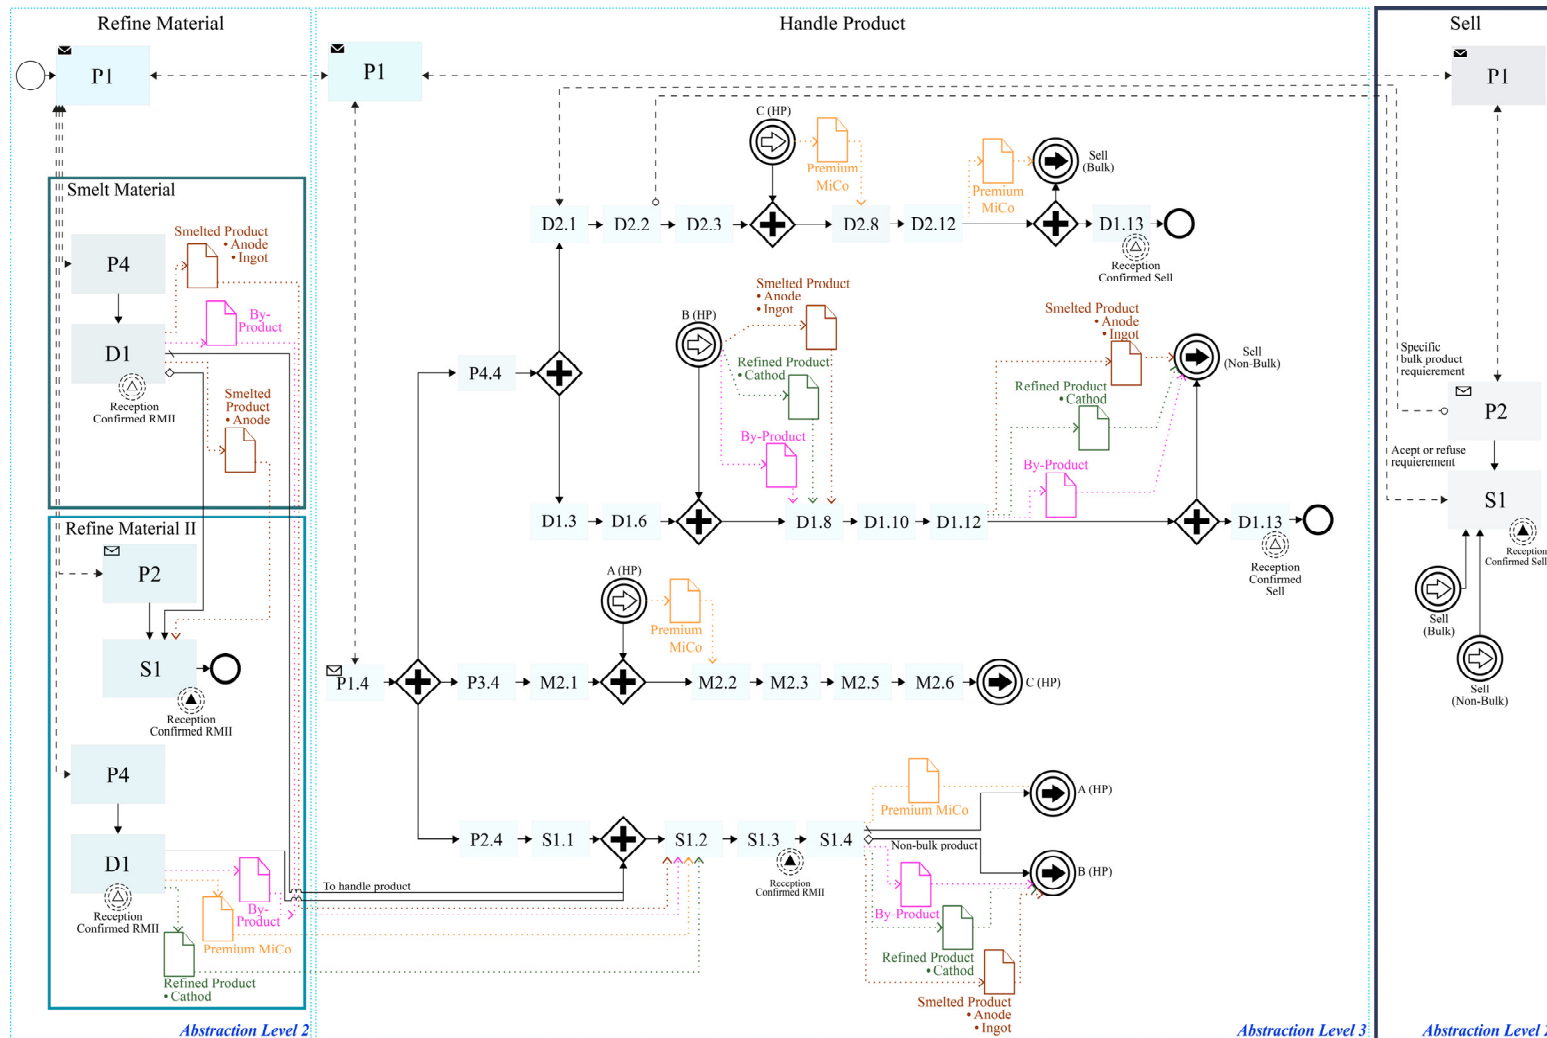 Refine Material
Handle Product
Sell
P1
P1
P1
Smelt Material
P4
Smelted Product
• Anode
• Ingot
By-
Product
D1
Reception
Confirmed RMII
Smelted
Product
• Anode
Refine Material II
P2
S1
Reception
Confirmed RMII
P4
D1
Reception
Confirmed RMII
By-
Product
Premium MiCo
Refined Product
• Cathod
To handle product
Abstraction Level 2
C (HP)
Premium
MiCo
Premium
MiCo
Sell
(Bulk)
D2.1
D2.2
D2.3
D2.8
D2.12
D1.13
Reception
Confirmed Sell
Smelted Product
• Anode
• Ingot
B (HP)
Refined Product
• Cathod
By-Product
P4.4
Smelted Product
• Anode
• Ingot
Refined Product
• Cathod
By-Product
Sell
(Non-Bulk)
D1.3
D1.6
D1.8
D1.10
D1.12
D1.13
Reception
Confirmed
Sell
A (HP)
Premium
MiCo
P1.4
P3.4
M2.1
M2.2
M2.3
M2.5
M2.6
C (HP)
Premium MiCo
A (HP)
P2.4
S1.1
S1.2
S1.3
S1.4
Non-bulk product
Reception
Confirmed RMII
B (HP)
By-Product
Refined Product
• Cathod
Smelted Product
• Anode
• Ingot
Abstraction Level 3
Specific
bulk product
requierement
P2
Acept or refuse
requierement
S1
Reception
Confirmed Sell
Sell
(Bulk)
Sell
(Non-Bulk)
Abstraction Level 2